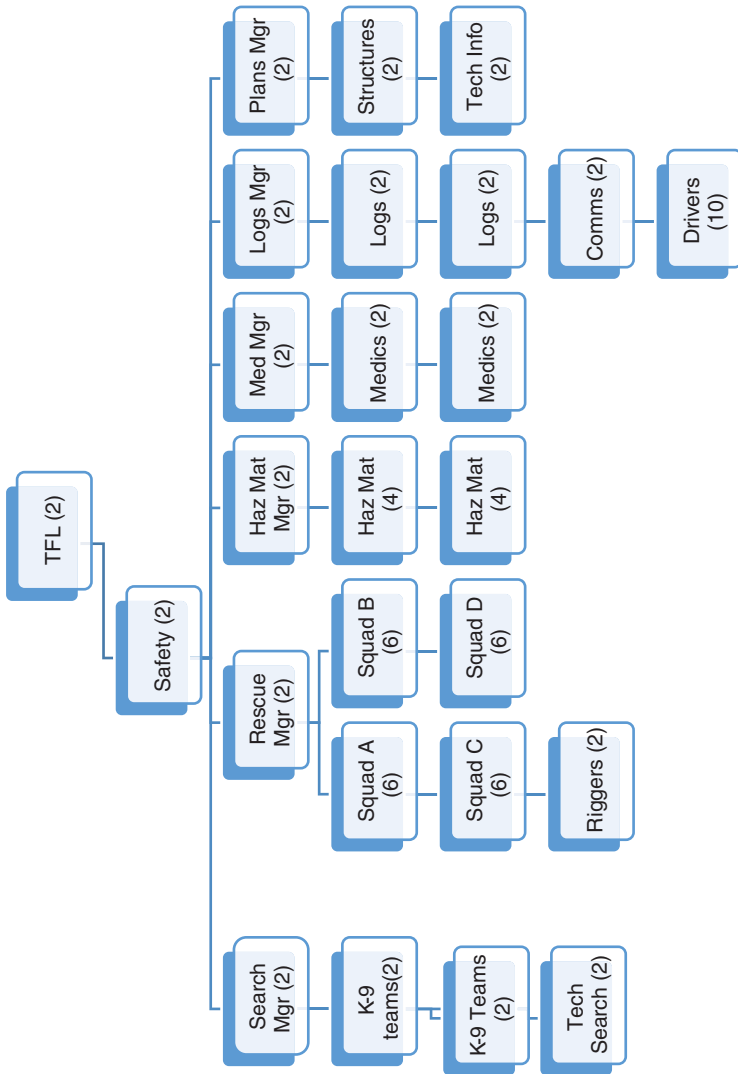 TFL (2)
Safety (2)
Search
Mgr (2)
Rescue
Mgr (2)
Haz Mat
Mgr (2)
Med Mgr
(2)
Logs Mgr
(2)
Plans Mgr
(2)
K-9
teams(2)
Squad A
(6)
Squad B
(6)
Haz Mat
(4)
Medics (2)
Logs (2)
Structures
(2)
K-9 Teams
(2)
Squad C
(6)
Squad D
(6)
Haz Mat
(4)
Medics (2)
Logs (2)
Tech Info
(2)
Tech
Search (2)
Riggers (2)
Comms (2)
Drivers
(10)